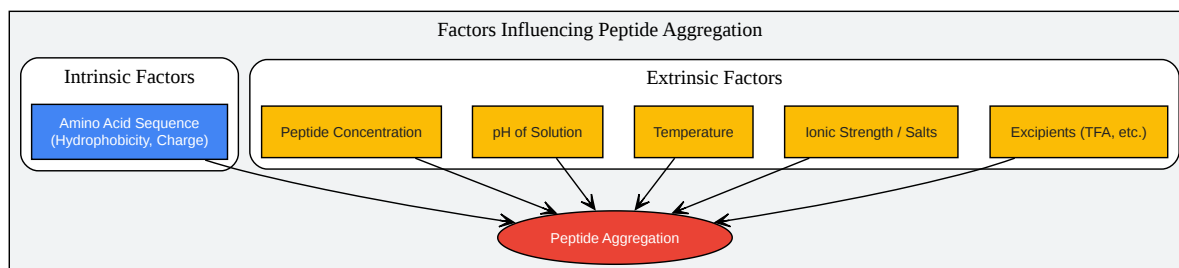 Factors Influencing Peptide Aggregation
Intrinsic Factors
Extrinsic Factors
Amino Acid Sequence
(Hydrophobicity, Charge)
Peptide Concentration
pH of Solution
Temperature
Ionic Strength / Salts
Excipients (TFA, etc.)
Peptide Aggregation